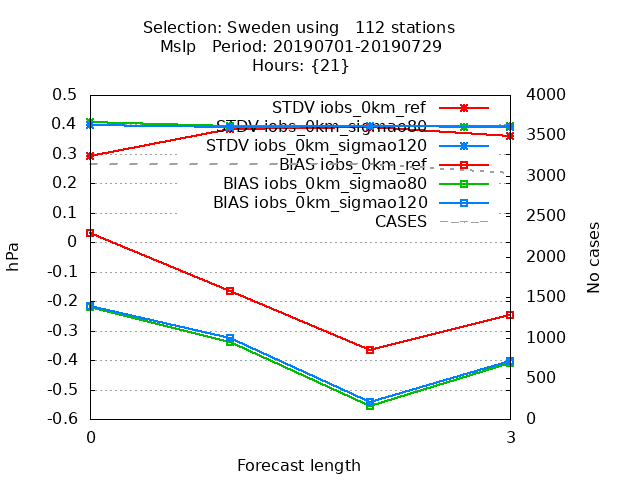 Selection: Sweden using   112 stations
Mslp   Period: 20190701-20190729
Hours: {21}
0.5
0.4
0.3
0.2
0.1
0
-0.1
-0.2
-0.3
-0.4
-0.5
-0.6
hPa
STDV iobs_0km_ref
STDV iobs_0km_sigmao80
STDV iobs_0km_sigmao120
BIAS iobs_0km_ref
BIAS iobs_0km_sigmao80
BIAS iobs_0km_sigmao120
CASES
4000
3500
3000
2500
2000
1500
1000
500
0
No cases
0
3
Forecast length